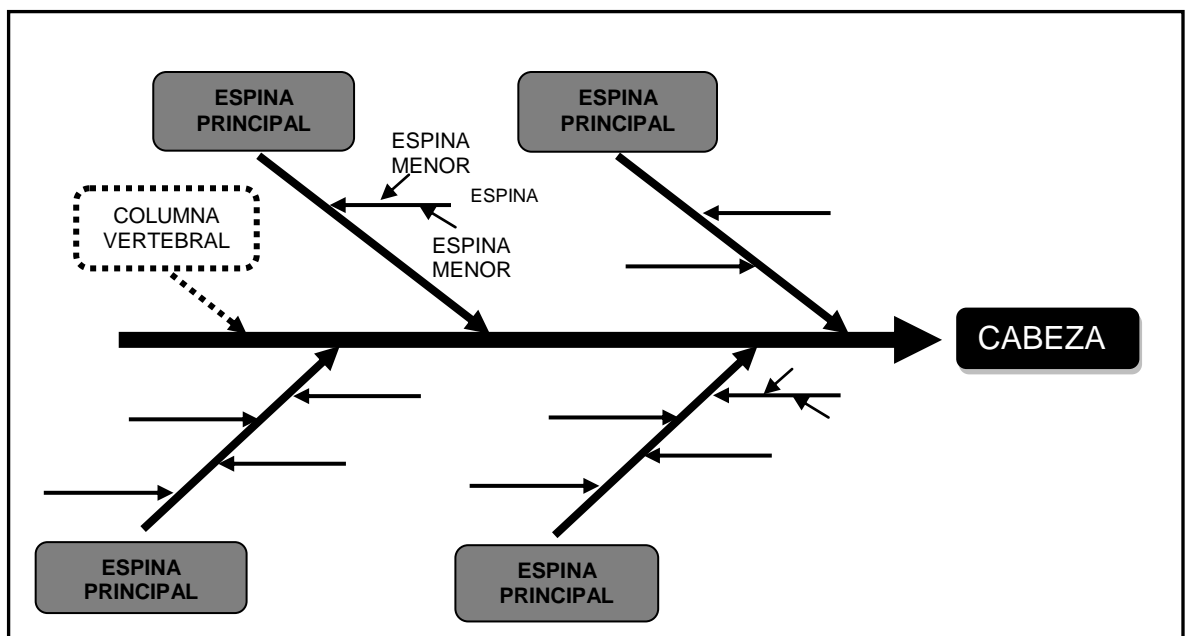 ESPINA
PRINCIPAL
ESPINA
PRINCIPAL
ESPINA
MENOR
ESPINA
COLUMNA
VERTEBRAL
ESPINA
MENOR
CABEZA
ESPINA
PRINCIPAL
ESPINA
PRINCIPAL